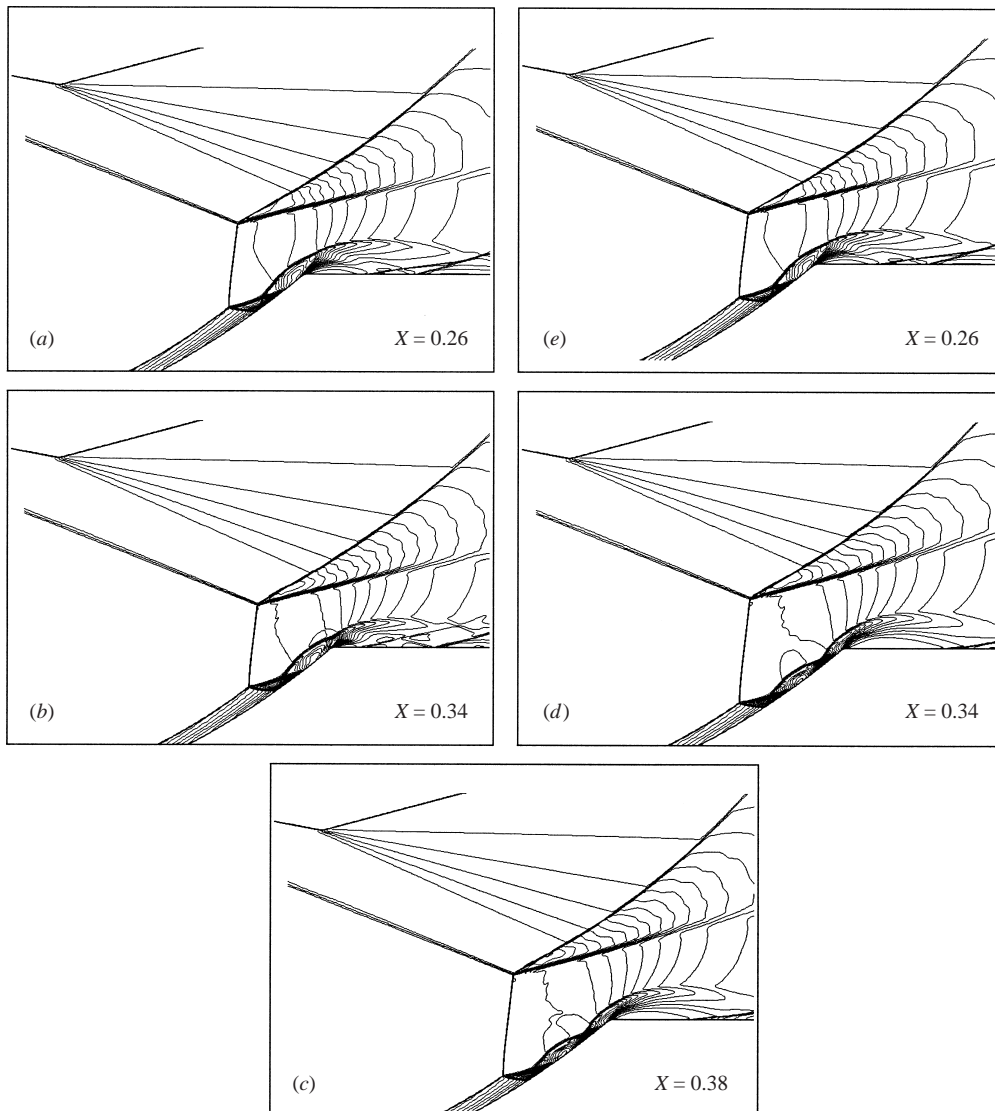 (a) X = 0.26
(e) X = 0.26
(b) X = 0.34
(d) X = 0.34
(c) X = 0.38